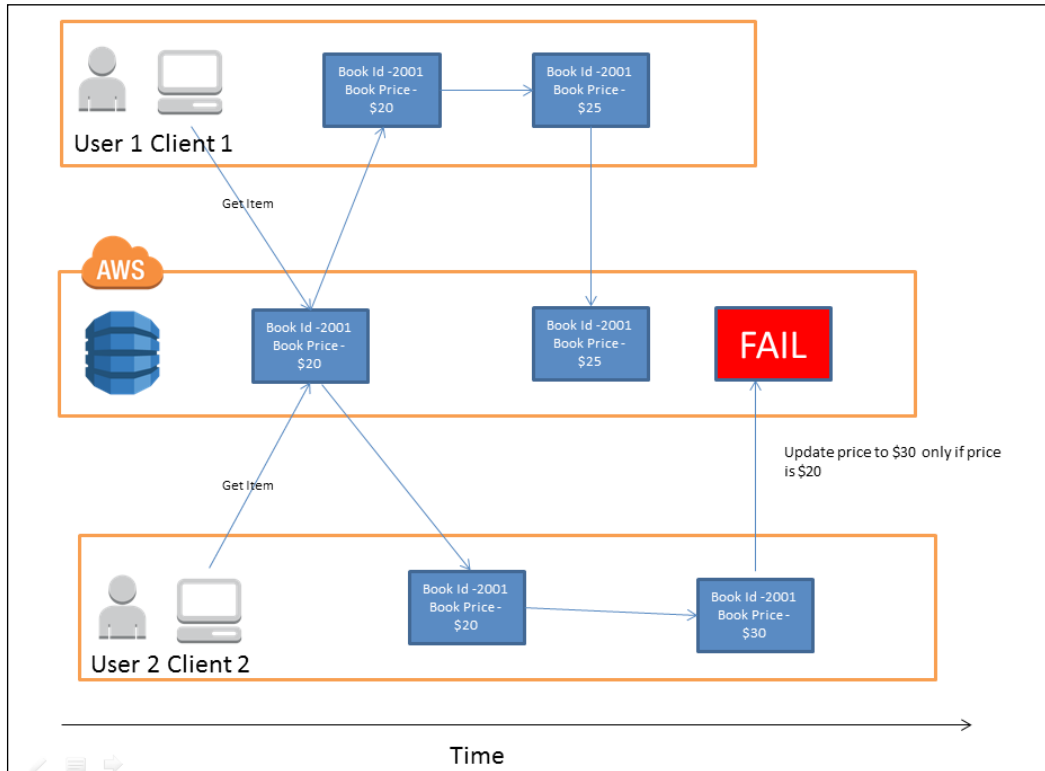 Book Id -2001
Book Price -
$20
Book Id -2001
Book Price -
$25
User 1 Client 1
Get Item
AWS
Book Id -2001
Book Price -
$20
Book Id -2001
Book Price -
$25
FAIL
Update price to $30 only if price
is $20
Get Item
Book Id -2001
Book Price -
$20
Book Id -2001
Book Price -
$30
User 2 Client 2
Time